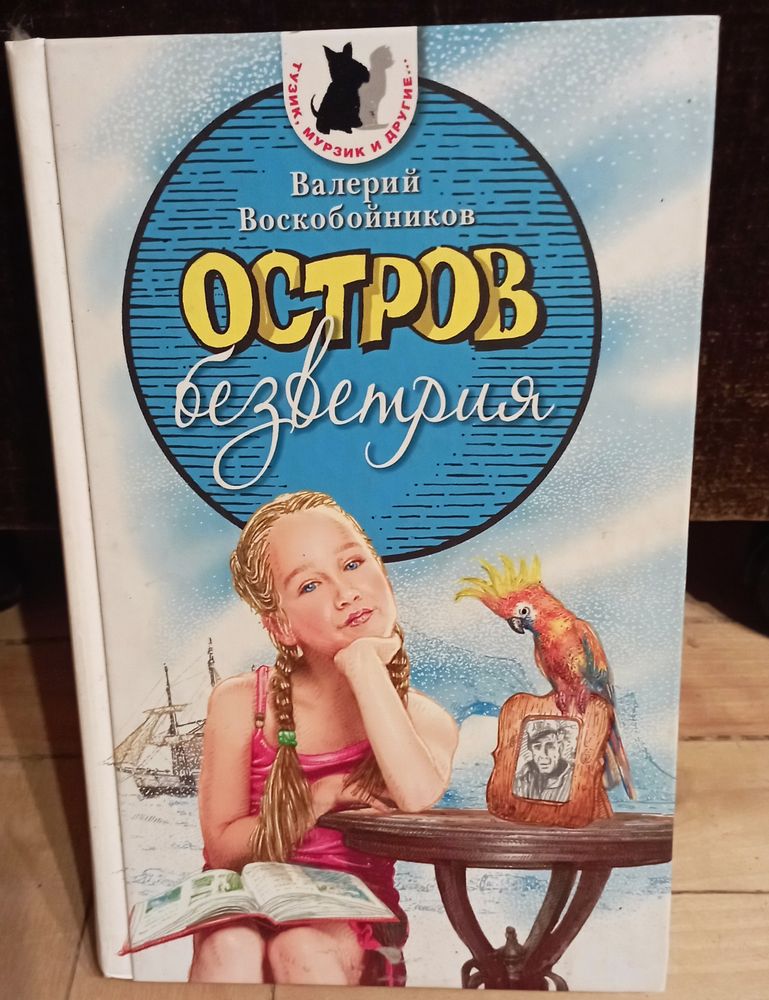 ТУЗИК, МУРЗИК И ДРУГИЕ...
Валерий
Воскобойников
ОСТРОВ
безветрия